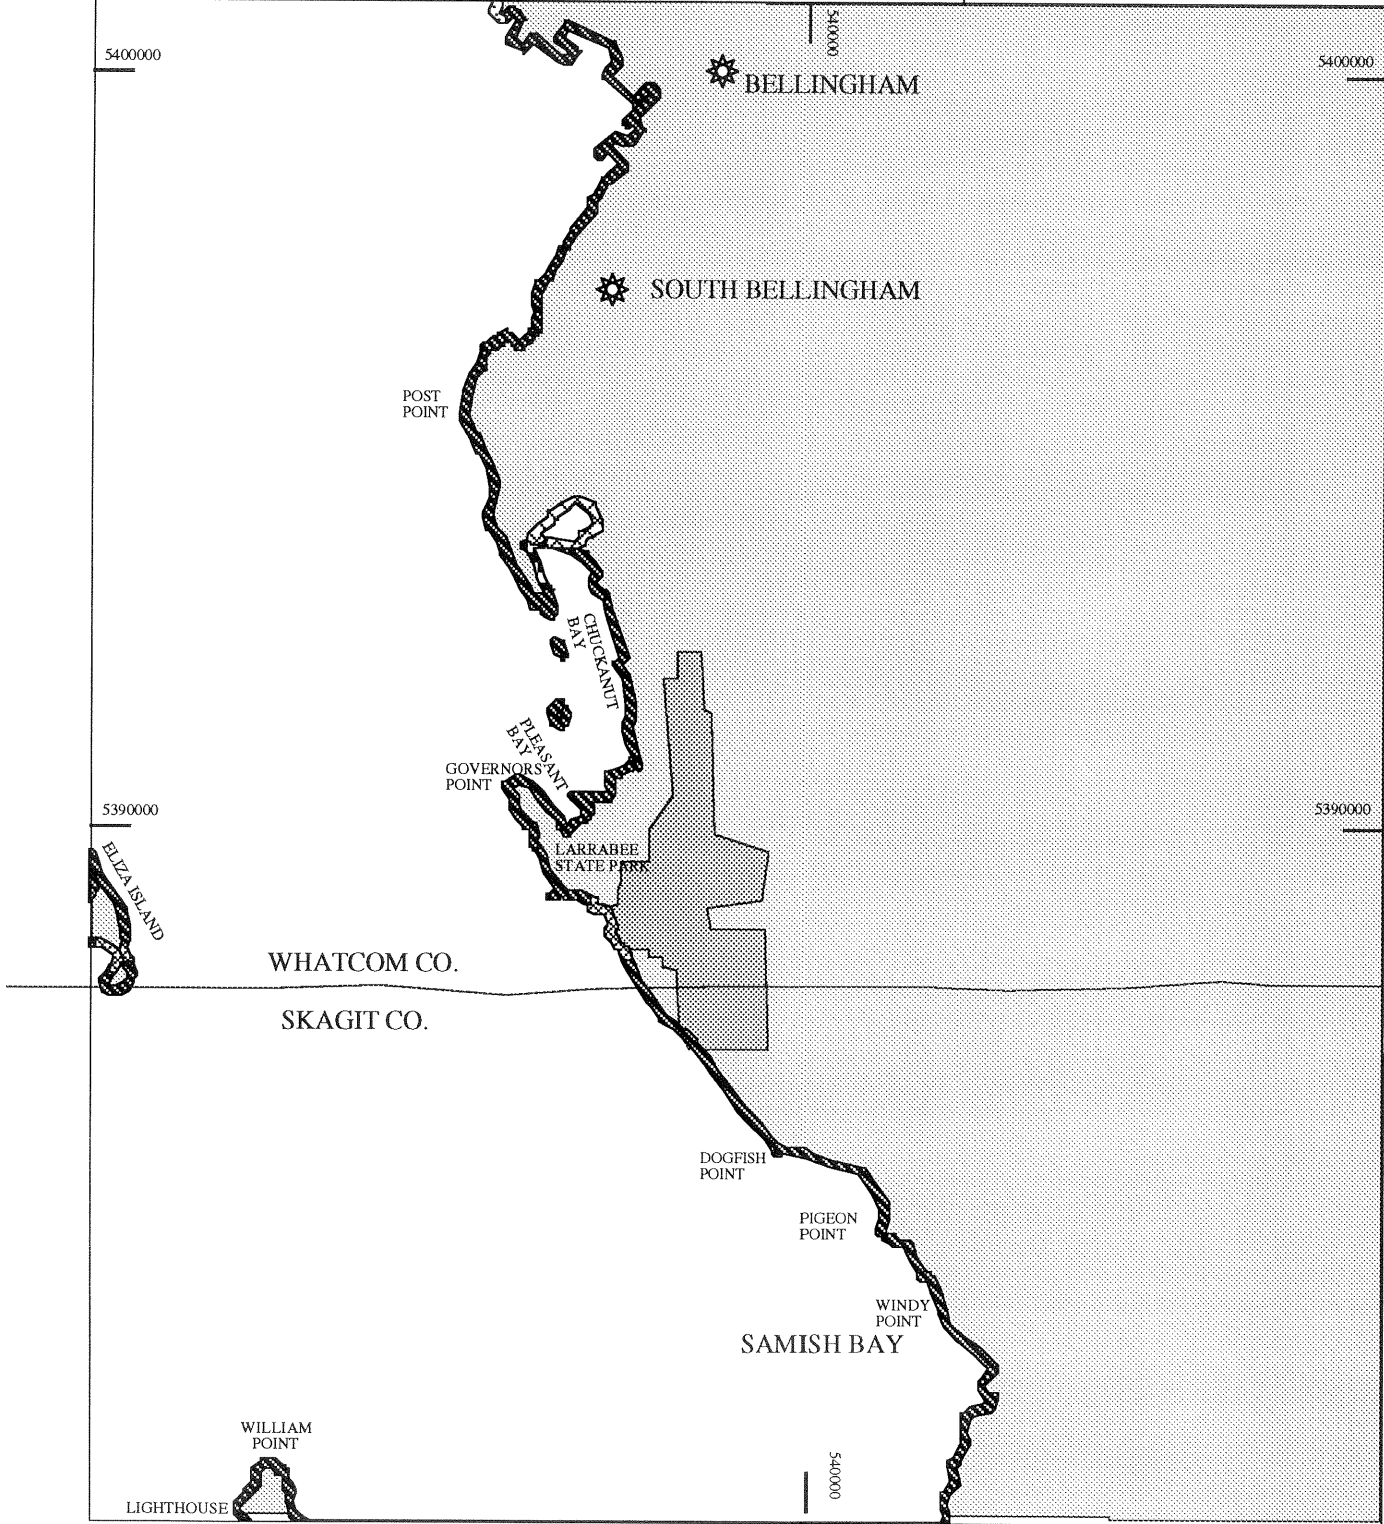 540000
5400000
5400000
BELLINGHAM
SOUTH BELLINGHAM
POST
POINT
CHUCKANUT
BAY
PLEASANT
BAY
GOVERNORS
POINT
5390000
5390000
LARRABEE
STATE PARK
ELIZA ISLAND
WHATCOM CO.
SKAGIT CO.
DOGFISH
POINT
PIGEON
POINT
WINDY
POINT
SAMISH BAY
WILLIAM
POINT
540000
LIGHTHOUSE